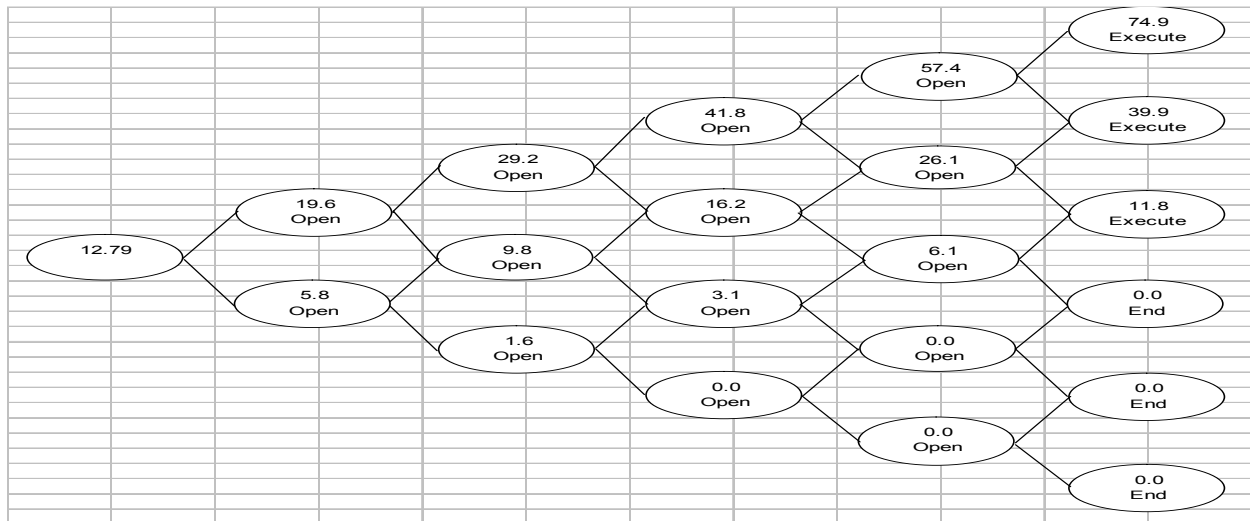 74.9
Execute
57.4
Open
41.8
Open
39.9
Execute
29.2
Open
26.1
Open
19.6
Open
16.2
Open
11.8
Execute
12.79
9.8
Open
6.1
Open
5.8
Open
3.1
Open
0.0
End
1.6
Open
0.0
Open
0.0
Open
0.0
End
0.0
Open
0.0
End